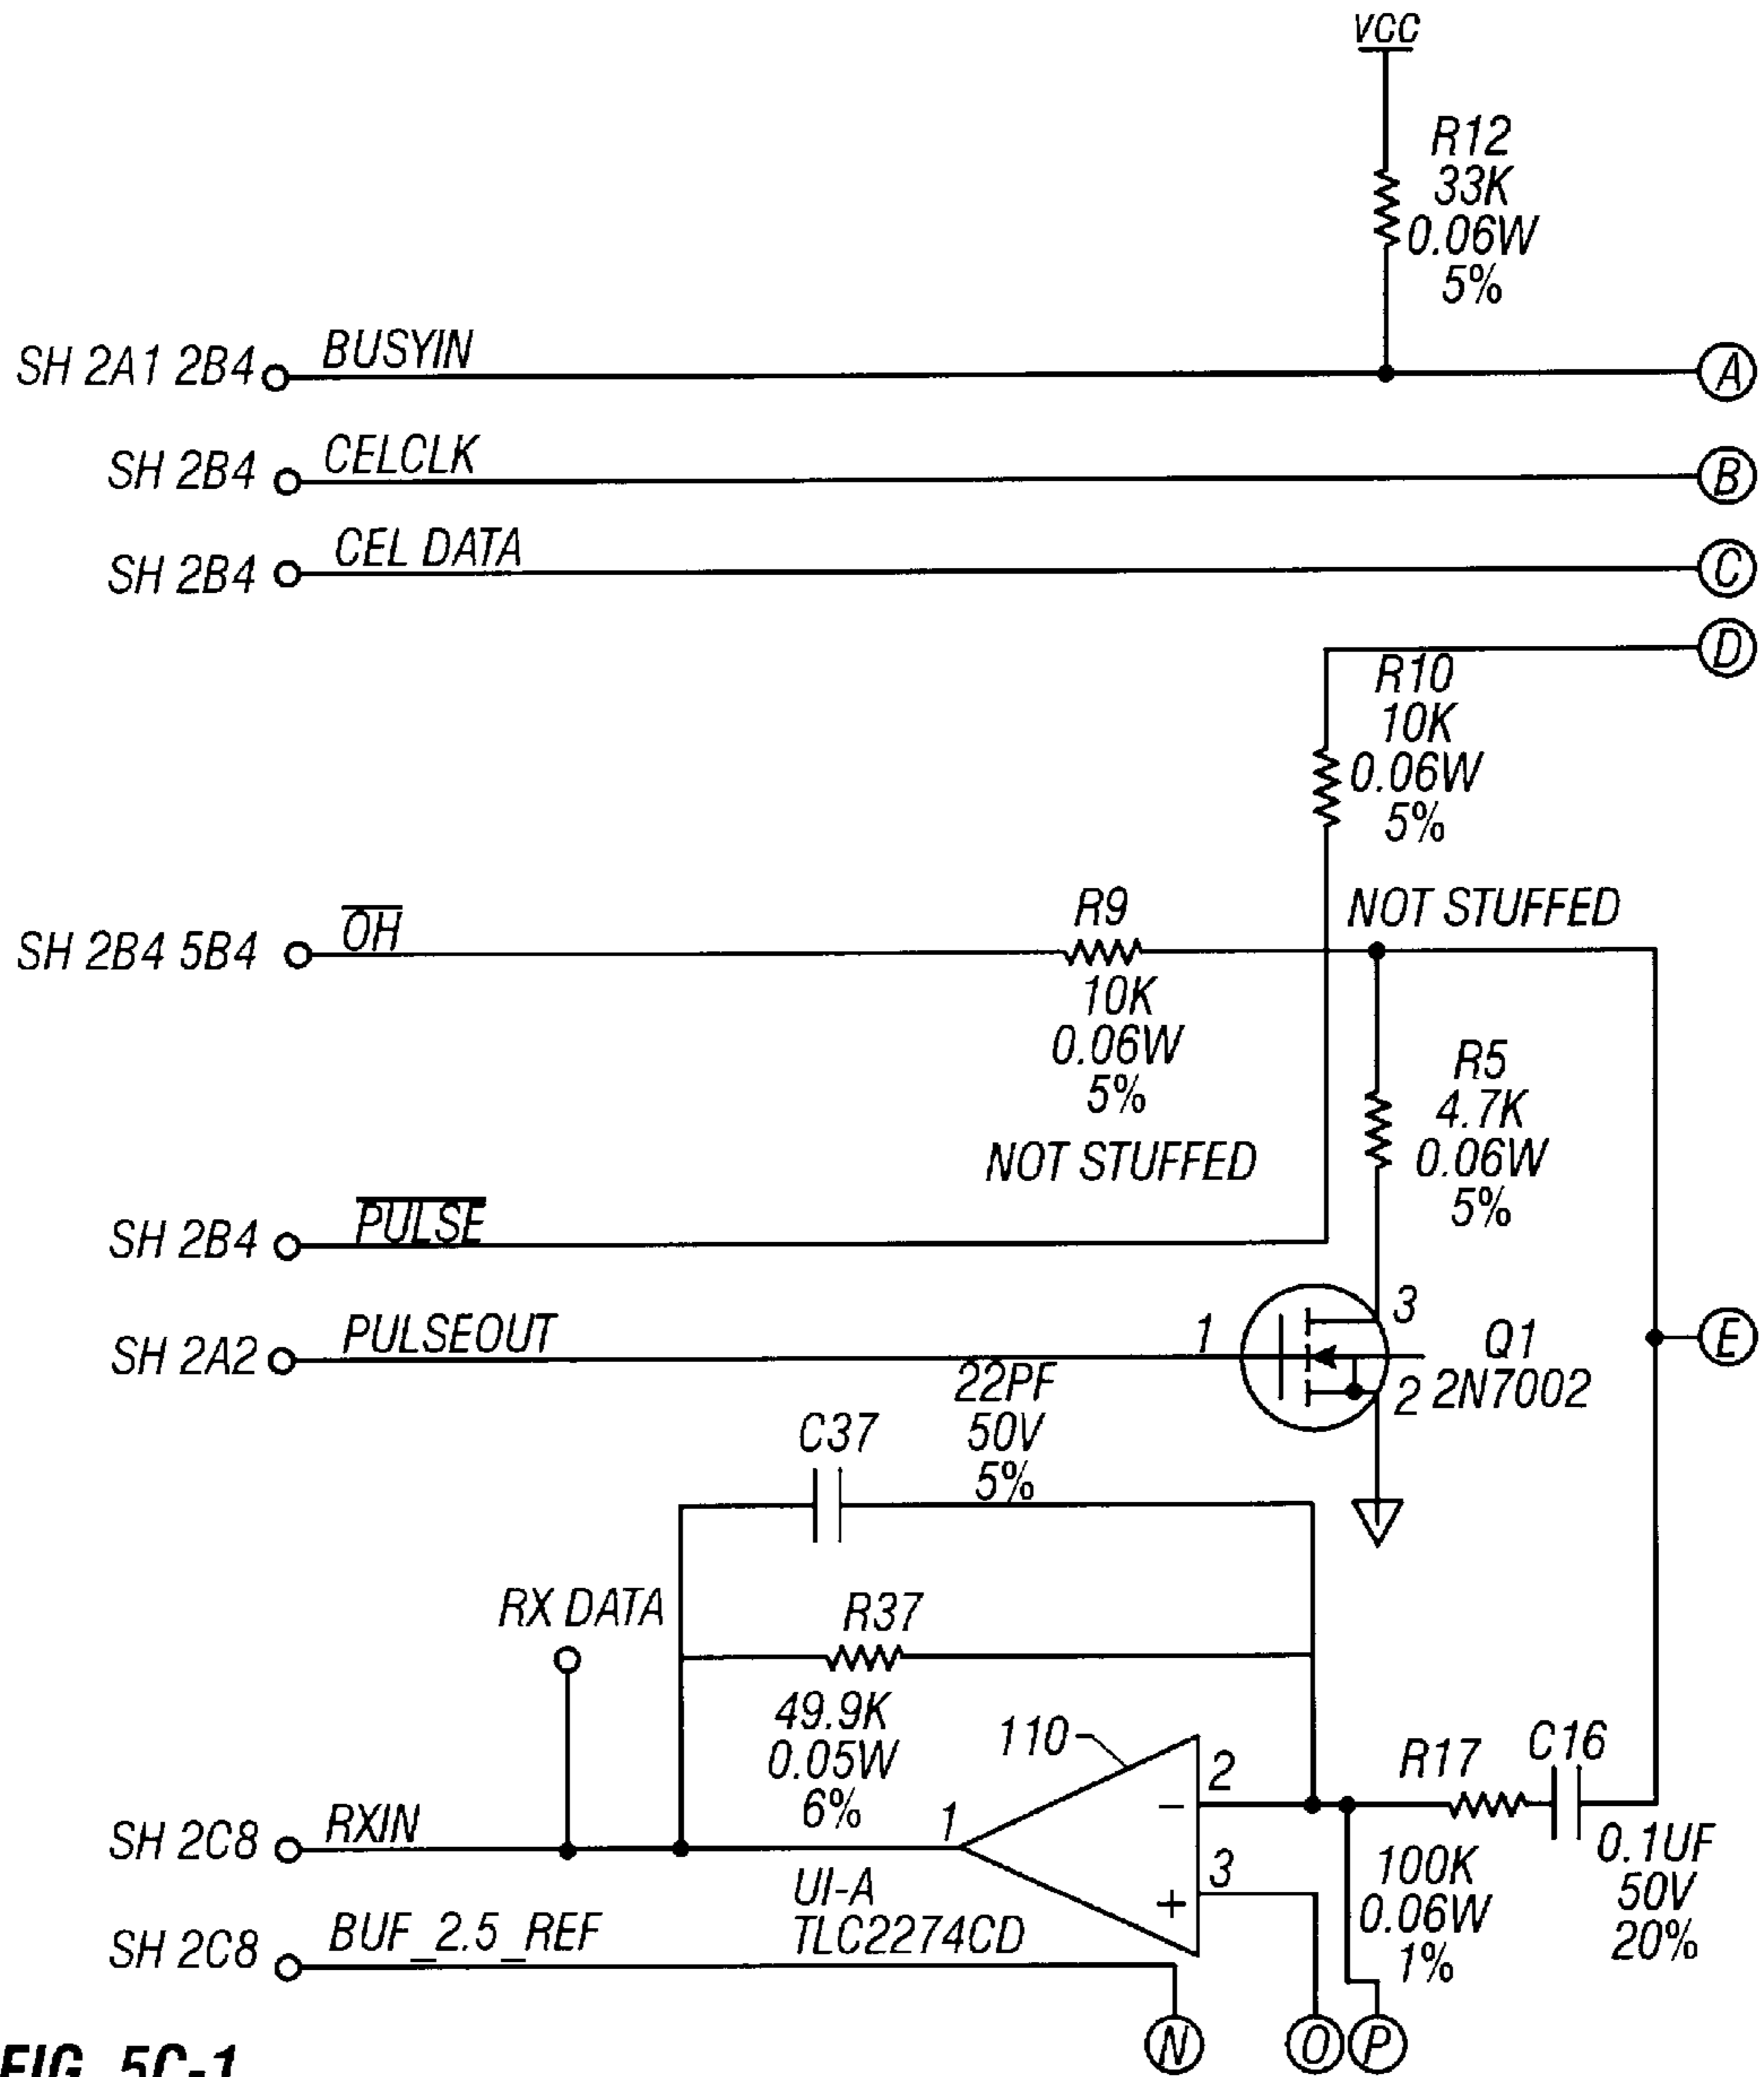 VCC
R12
33K
0.06W
5%
SH 2A1 2B4
BUSYIN
A
SH 2B4
CELCLK
B
SH 2B4
CEL DATA
C
D
R10
10K
0.06W
5%
SH 2B4 5B4
OH
R9
10K
0.06W
5%
NOT STUFFED
R5
4.7K
0.06W
5%
NOT STUFFED
SH 2B4
PULSE
SH 2A2
PULSEOUT
1
3
2
Q1
2N7002
E
22PF
50V
5%
C37
RX DATA
R37
49.9K
0.05W
6%
110
2
-
3
+
1
R17
100K
0.06W
1%
C16
0.1UF
50V
20%
SH 2C8
RXIN
UI-A
TLC2274CD
SH 2C8
BUF_2.5_REF
N
O
P
FIG. 5C-1